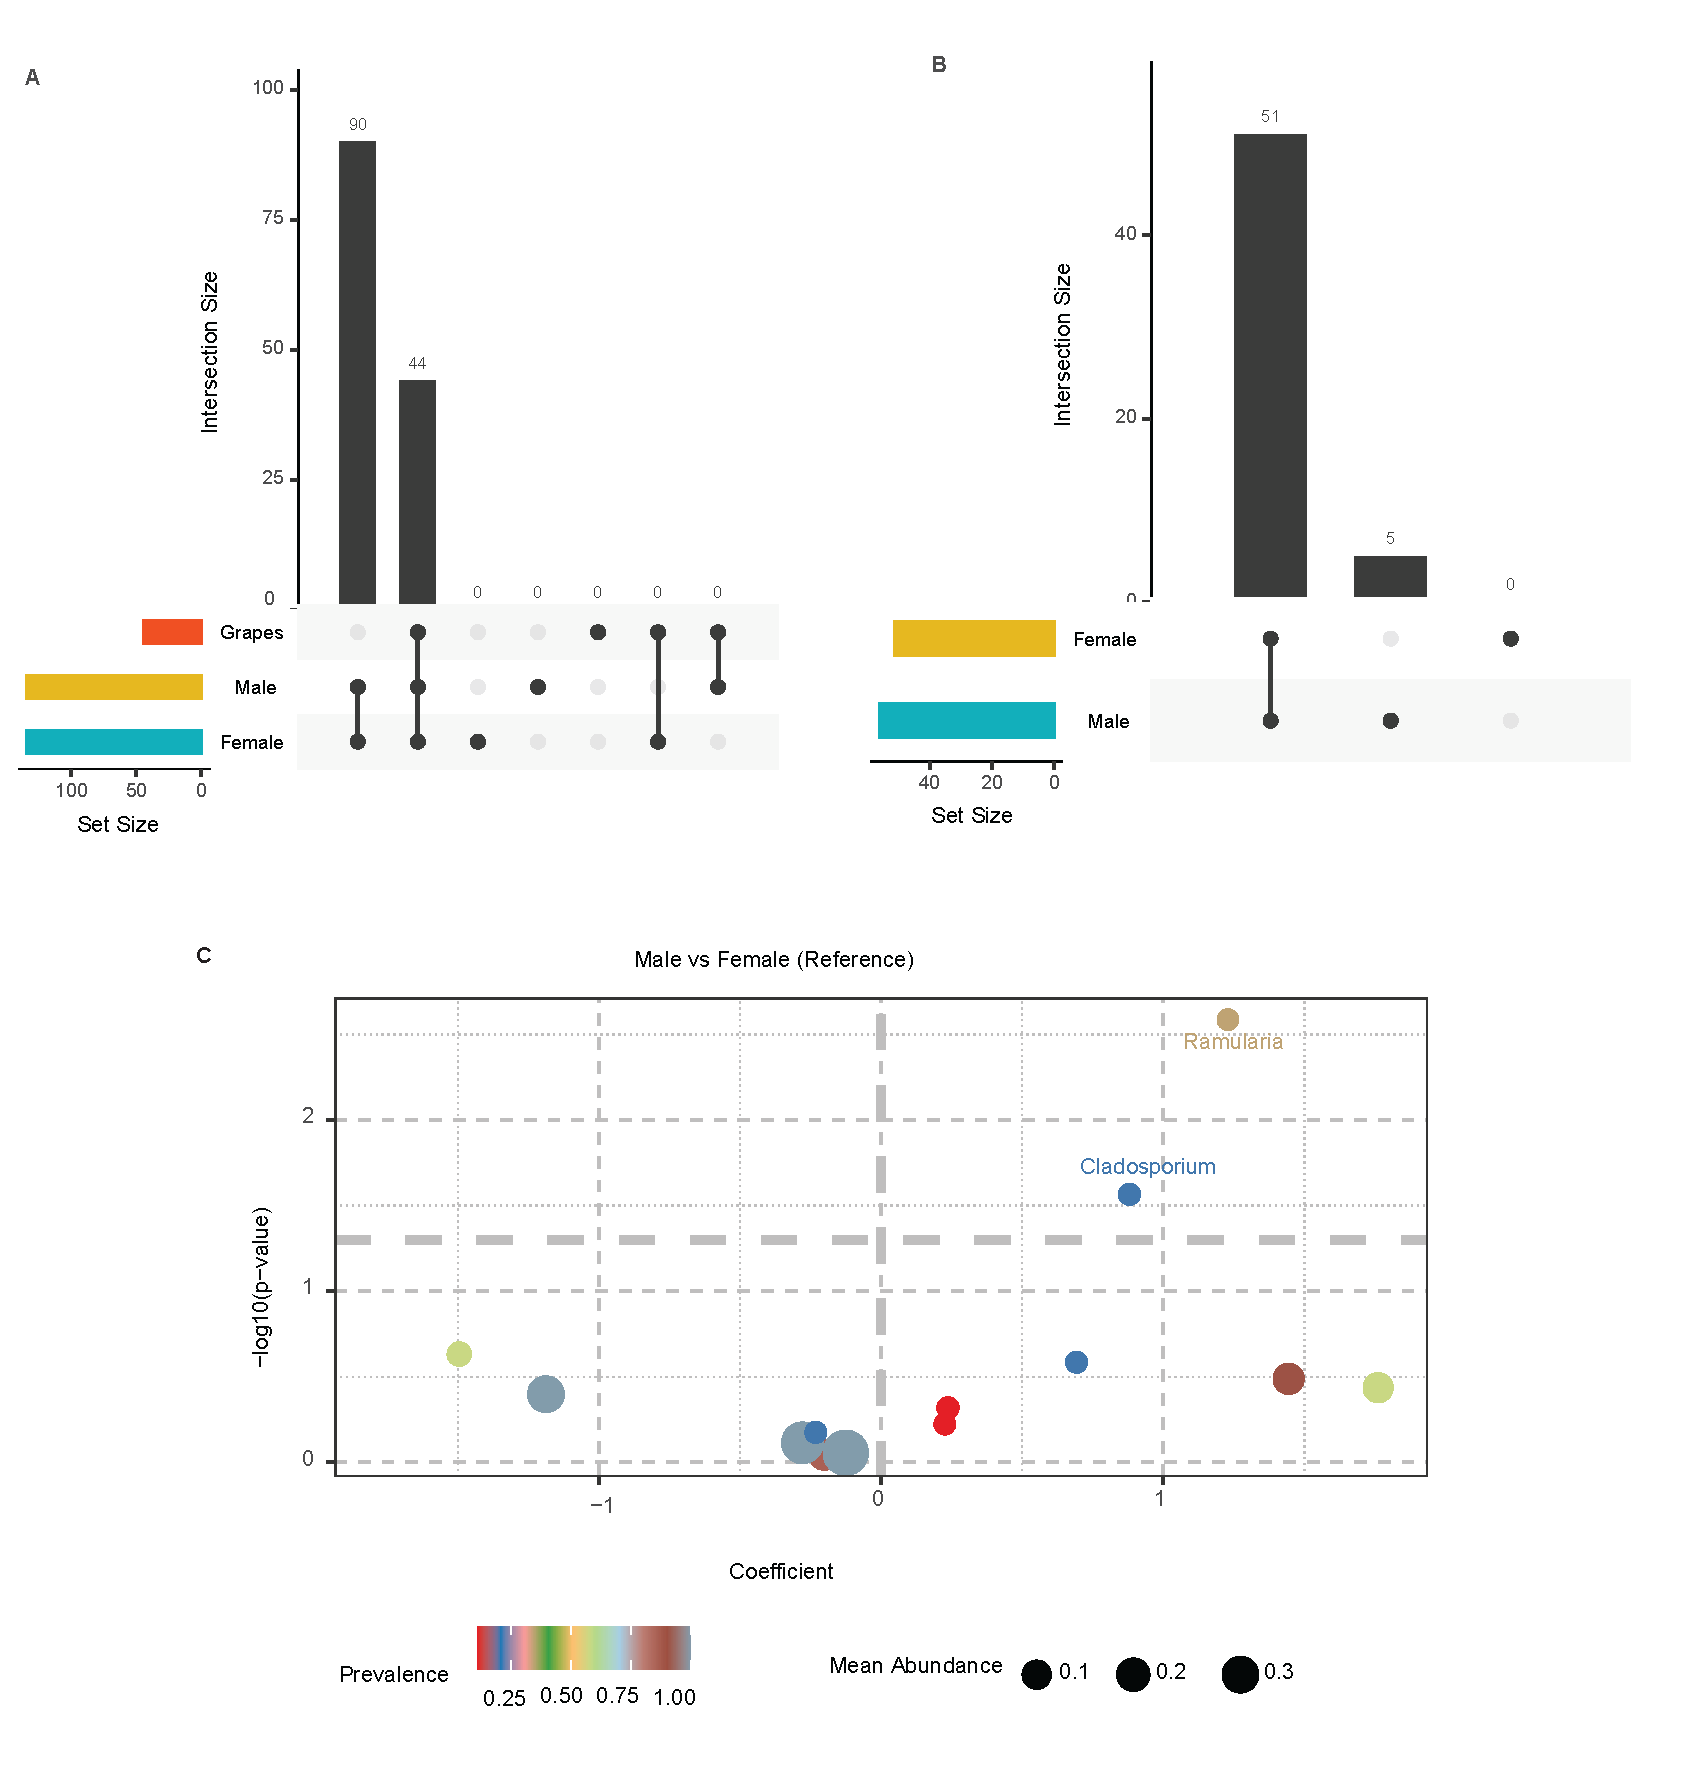 A
100
90
75
Intersection Size
50
44
25
0
0
0
0
0
0
Grapes
Male
Female
100
50
0
Set Size
B
51
40
Intersection Size
20
5
0
0
Female
Male
40
20
0
Set Size
C
Male vs Female (Reference)
Ramularia
2
Cladosporium
−log10(p−value)
1
0
−1
0
1
Coefficient
Prevalence
0.25
0.50
0.75
1.00
Mean Abundance
0.1
0.2
0.3